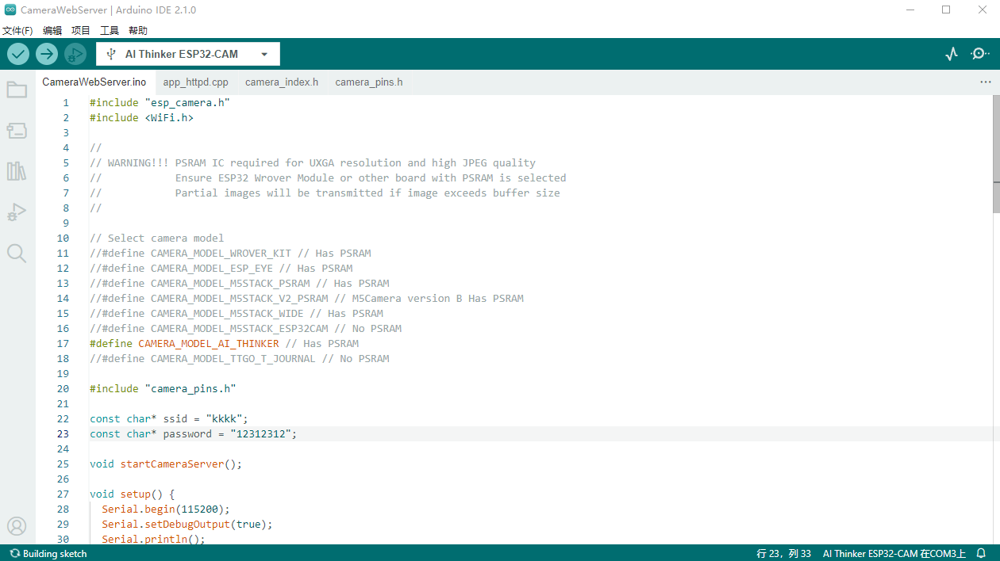 CameraWebServer | Arduino IDE 2.1.0
文件(F) 编辑 项目 工具 帮助
AI Thinker ESP32-CAM
CameraWebServer.ino app_httpd.cpp camera_index.h camera_pins.h
1 #include "esp_camera.h"
2 #include <WiFi.h>
3
4 //
5 // WARNING!!! PSRAM IC required for UXGA resolution and high JPEG quality
6 //            Ensure ESP32 Wrover Module or other board with PSRAM is selected
7 //            Partial images will be transmitted if image exceeds buffer size
8 //
9
10 // Select camera model
11 //#define CAMERA_MODEL_WROVER_KIT // Has PSRAM
12 //#define CAMERA_MODEL_ESP_EYE // Has PSRAM
13 //#define CAMERA_MODEL_M5STACK_PSRAM // Has PSRAM
14 //#define CAMERA_MODEL_M5STACK_V2_PSRAM // M5Camera version B Has PSRAM
15 //#define CAMERA_MODEL_M5STACK_WIDE // Has PSRAM
16 //#define CAMERA_MODEL_M5STACK_ESP32CAM // No PSRAM
17 #define CAMERA_MODEL_AI_THINKER // Has PSRAM
18 //#define CAMERA_MODEL_TTGO_T_JOURNAL // No PSRAM
19
20 #include "camera_pins.h"
21
22 const char* ssid = "kkkk";
23 const char* password = "12312312";
24
25 void startCameraServer();
26
27 void setup() {
28   Serial.begin(115200);
29   Serial.setDebugOutput(true);
30   Serial.println();
Building sketch 行 23，列 33 AI Thinker ESP32-CAM 在COM3上